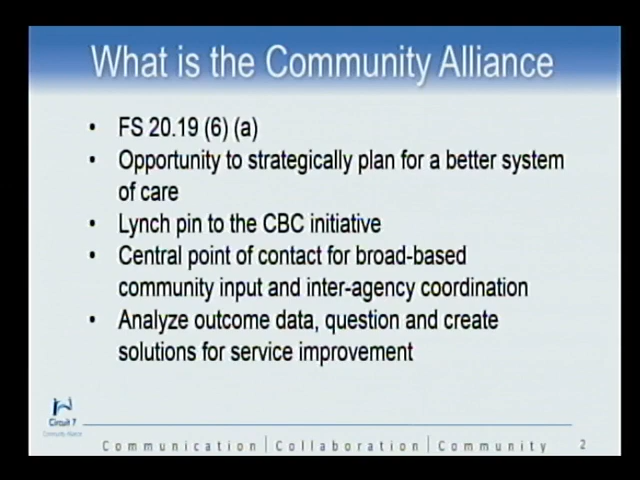 What is the Community Alliance
• FS 20.19 (6) (a)
• Opportunity to strategically plan for a better system
of care
• Lynch pin to the CBC initiative
• Central point of contact for broad-based
community input and inter-agency coordination
• Analyze outcome data, question and create
solutions for service improvement
Circuit 7
Community Alliance
Communication | Collaboration | Community 2